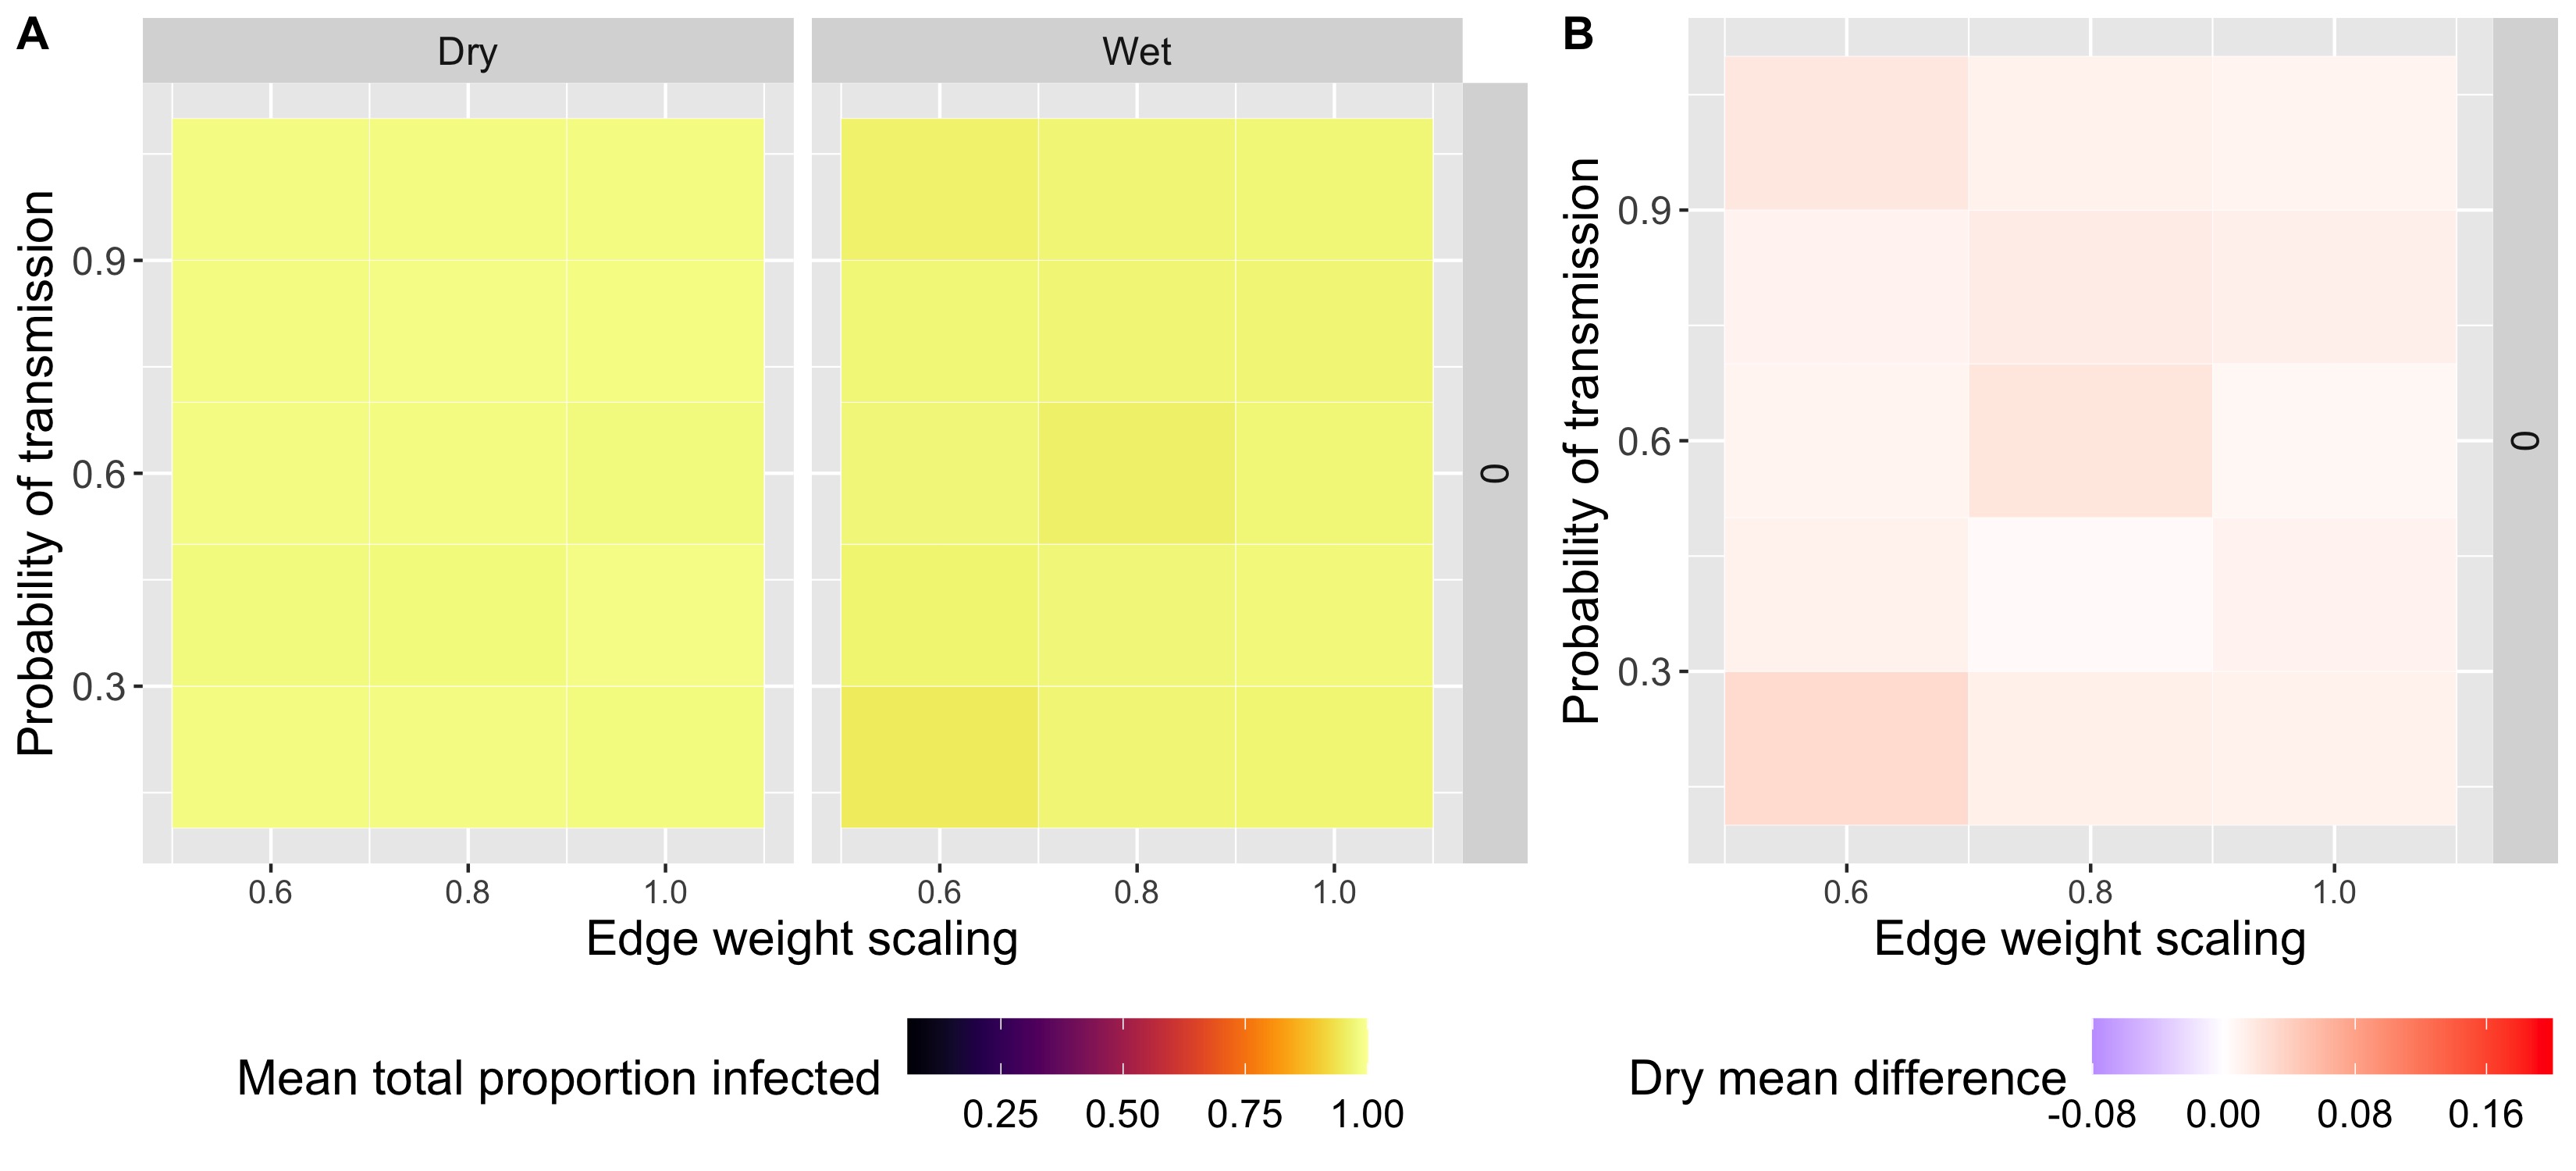 A
Dry
Wet
Probability of transmission
0.9
0.6
0.3
0
0.6
0.8
1.0
0.6
0.8
1.0
Edge weight scaling
Mean total proportion infected
0.25
0.50
0.75
1.00
B
Probability of transmission
0.9
0.6
0.3
0
0.6
0.8
1.0
Edge weight scaling
Dry mean difference
-0.08
0.00
0.08
0.16